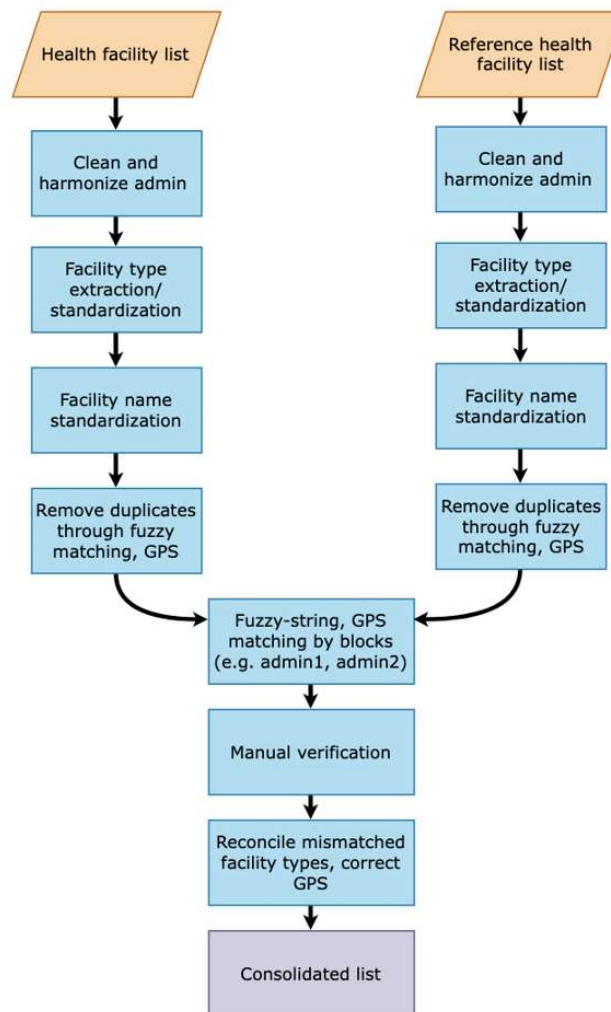 Health facility list
Reference health
facility list
Clean and
harmonize admin
Clean and
harmonize admin
Facility type
extraction/
standardization
Facility type
extraction/
standardization
Facility name
standardization
Facility name
standardization
Remove duplicates
through fuzzy
matching, GPS
Remove duplicates
through fuzzy
matching, GPS
Fuzzy-string, GPS
matching by blocks
(e.g. admin1, admin2)
Manual verification
Reconcile mismatched
facility types, correct
GPS
Consolidated list